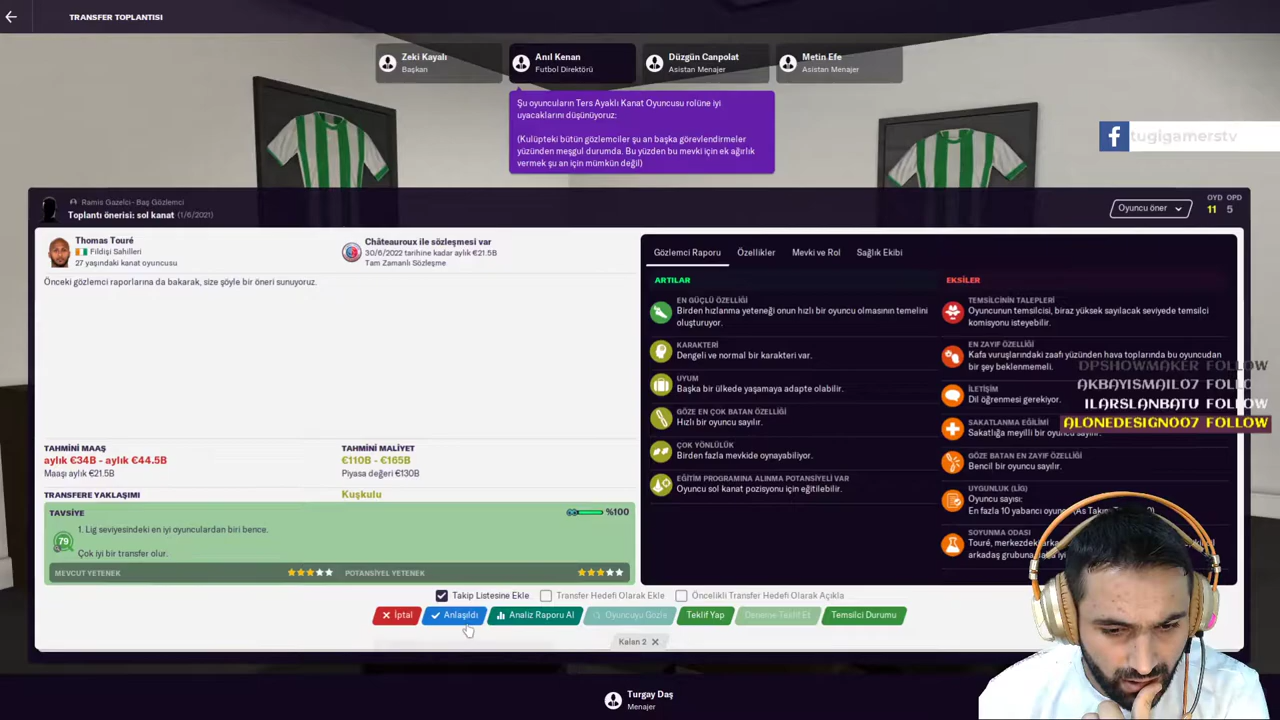 TRANSFER TOPLANTISI
Zeki Kayalı
Başkan
Anıl Kenan
Futbol Direktörü
Düzgün Canpolat
Asistan Menajer
Metin Efe
Asistan Menajer
Şu oyuncuların Ters Ayaklı Kanat Oyuncusu rolüne iyi
uyacaklarını düşünüyoruz:
(Kulüpteki bütün gözlemciler şu an başka görevlendirmeler
yüzünden meşgul durumda. Bu yüzden bu mevki için ek ağırlık
vermek şu an için mümkün değil)
tugigamerstv
Ramis Gazelci - Baş Gözlemci
Toplantı önerisi: sol kanat (1/6/2021)
Oyuncu öner
OYD OPD
11 5
Thomas Touré
Fildişi Sahilleri
27 yaşındaki kanat oyuncusu
Châteauroux ile sözleşmesi var
30/6/2022 tarihine kadar aylık €21.5B
Tam Zamanlı Sözleşme
Önceki gözlemci raporlarına da bakarak, size şöyle bir öneri sunuyoruz.
TAHMİNİ MAAŞ
aylık €34B - aylık €44.5B
Maaşı aylık €21.5B
TAHMİNİ MALİYET
€110B - €165B
Piyasa değeri €130B
TRANSFERE YAKLAŞIMI
Kuşkulu
TAVSİYE
%100
79
1. Lig seviyesindeki en iyi oyunculardan biri bence.
Çok iyi bir transfer olur.
MEVCUT YETENEK
POTANSİYEL YETENEK
Gözlemci Raporu
Özellikler
Mevki ve Rol
Sağlık Ekibi
ARTILAR
EN GÜÇLÜ ÖZELLİĞİ
Birden hızlanma yeteneği onun hızlı bir oyuncu olmasının temelini
oluşturuyor.
KARAKTERİ
Dengeli ve normal bir karakteri var.
UYUM
Başka bir ülkede yaşamaya adapte olabilir.
GÖZE EN ÇOK BATAN ÖZELLİĞİ
Hızlı bir oyuncu sayılır.
ÇOK YÖNLÜLÜK
Birden fazla mevkide oynayabiliyor.
EĞİTİM PROGRAMINA ALINMA POTANSİYELİ VAR
Oyuncu sol kanat pozisyonu için eğitilebilir.
EKSİLER
TEMSİLCİNİN TALEPLERİ
Oyuncunun temsilcisi, biraz yüksek sayılacak seviyede temsilci
komisyonu isteyebilir.
EN ZAYIF ÖZELLİĞİ
Kafa vuruşlarındaki zaafı yüzünden hava toplarında bu oyuncudan
bir şey beklenmemeli.
İLETİŞİM
Dil öğrenmesi gerekiyor.
SAKATLANMA EĞİLİMİ
Sakatlığa meyilli bir oyuncu sayılır.
GÖZE BATAN EN ZAYIF ÖZELLİĞİ
Bencil bir oyuncu sayılır.
UYGUNLUK (LİG)
Oyuncu sayısı:
En fazla 10 yabancı
SOYUNMA ODASI
Touré, merkezdeki
arkadaş grubuna
DPSHOWMAKER FOLLOW
AKBAYISMAIL07 FOLLO
ILARSLANBATU FOLLOW
ALONEDESIGN007 FOLLOW
Takip Listesine Ekle
Transfer Hedefi Olarak Ekle
Öncelikli Transfer Hedefi Olarak Açıkla
İptal
Anlaşıldı
Analiz Raporu Al
Oyuncuyu Gözle
Teklif Yap
Deneme Teklif Et
Temsilci Durumu
Kalan 2
Turgay Daş
Menajer